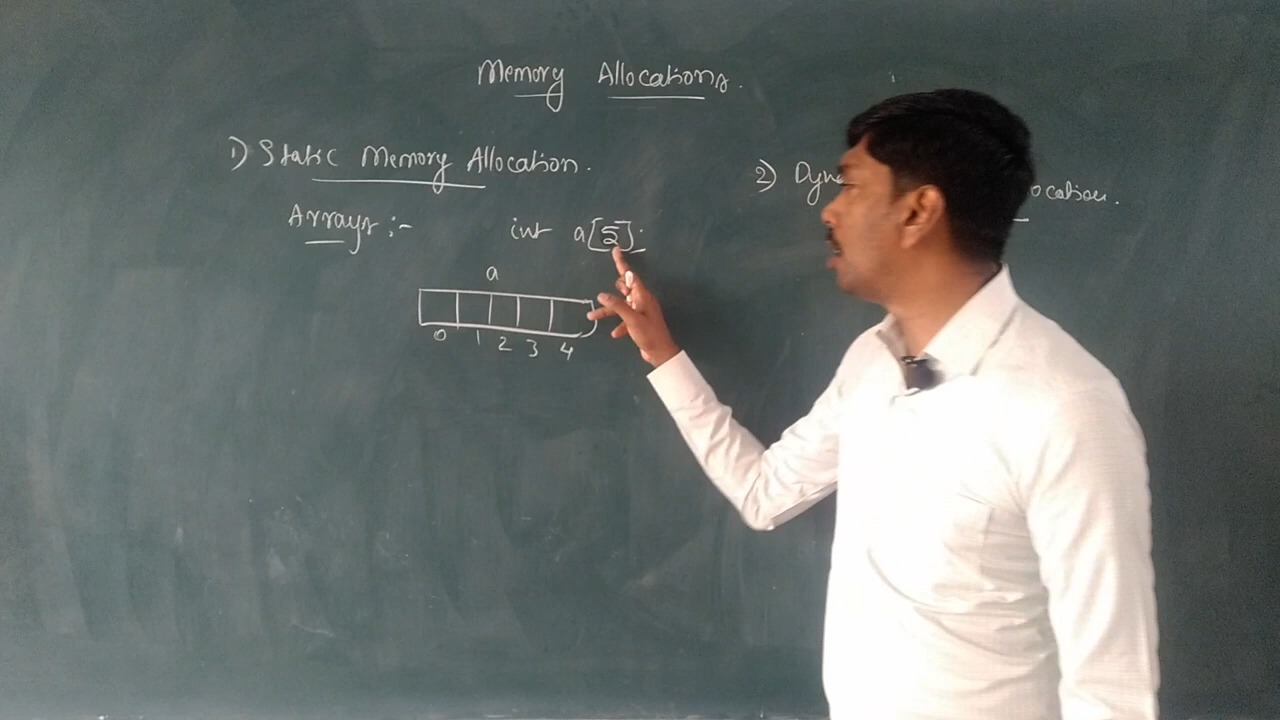 Memory Allocations.
1) Static Memory Allocation.
2) Dyna ocation.
Arrays :-
int a[5];
a
0 1 2 3 4